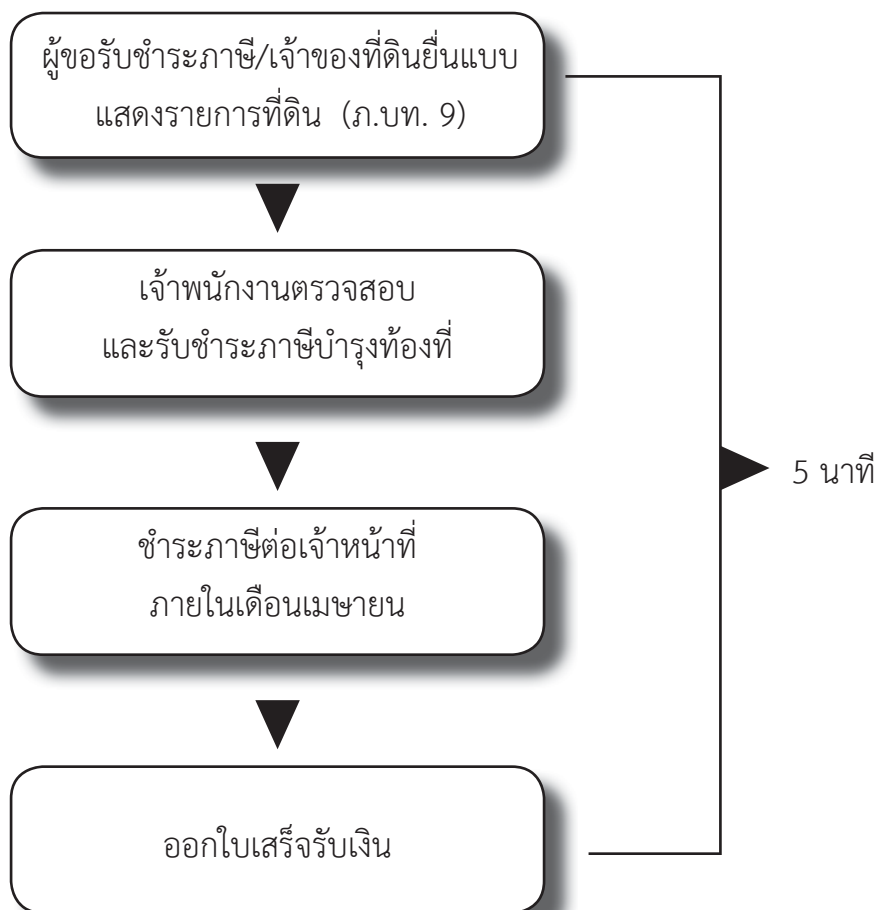 ผู้ขอรับชำระภาษี/เจ้าของที่ดินยื่นแบบ
แสดงรายการที่ดิน (ภ.บท. 9)
เจ้าพนักงานตรวจสอบ
และรับชำระภาษีบำรุงท้องที่
5 นาที
ชำระภาษีต่อเจ้าหน้าที่
ภายในเดือนเมษายน
ออกใบเสร็จรับเงิน